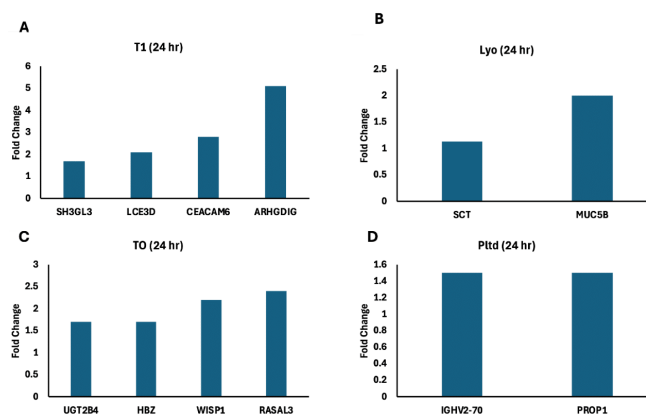 A
T1 (24 hr)
Fold Change
6
5
4
3
2
1
0
SH3GL3 LCE3D CEACAM6 ARHGDIG
B
Lyo (24 hr)
Fold Change
2.5
2
1.5
1
0.5
0
SCT MUC5B
C
TO (24 hr)
Fold Change
3
2.5
2
1.5
1
0.5
0
UGT2B4 HBZ WISP1 RASAL3
D
Pltd (24 hr)
Fold Change
1.6
1.4
1.2
1
0.8
0.6
0.4
0.2
0
IGHV2-70 PROP1